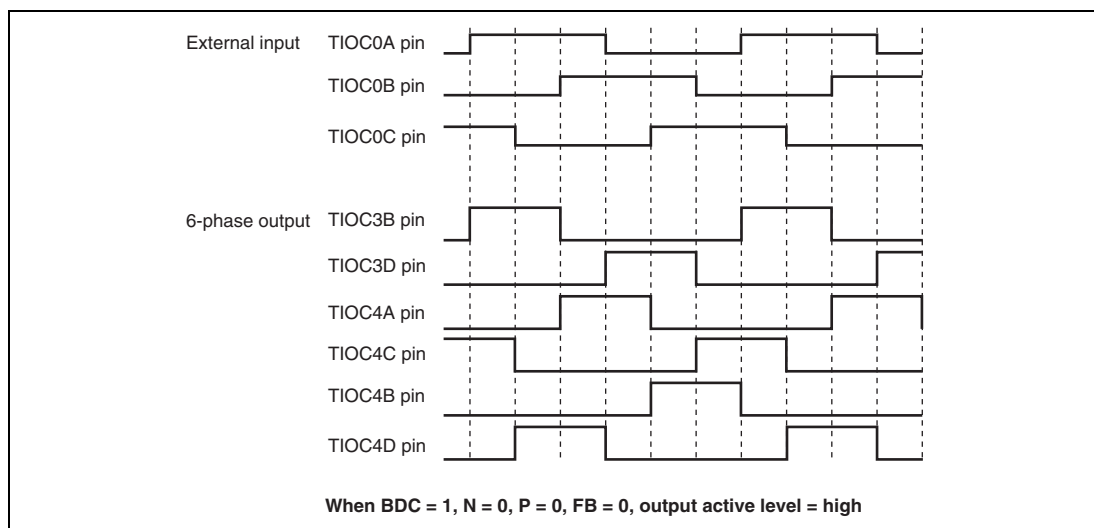 External input TIOC0A pin
TIOC0B pin
TIOC0C pin
6-phase output TIOC3B pin
TIOC3D pin
TIOC4A pin
TIOC4C pin
TIOC4B pin
TIOC4D pin
When BDC = 1, N = 0, P = 0, FB = 0, output active level = high